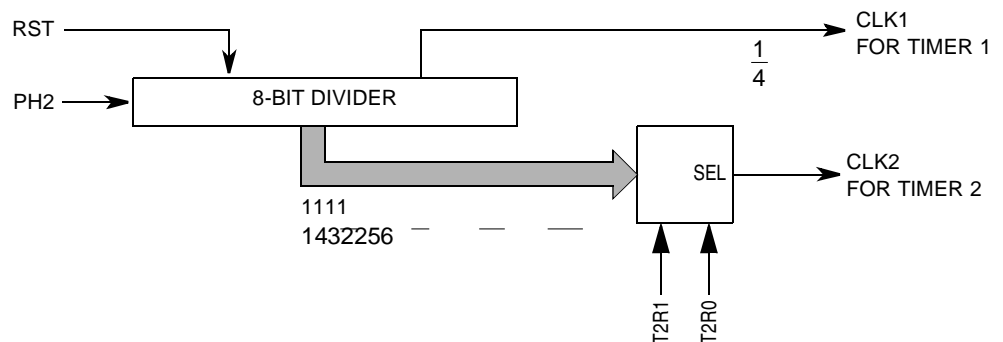 RST
CLK1
FOR TIMER 1
1
4
PH2
8-BIT DIVIDER
SEL
CLK2
FOR TIMER 2
1111
1432256
T2R1
T2R0